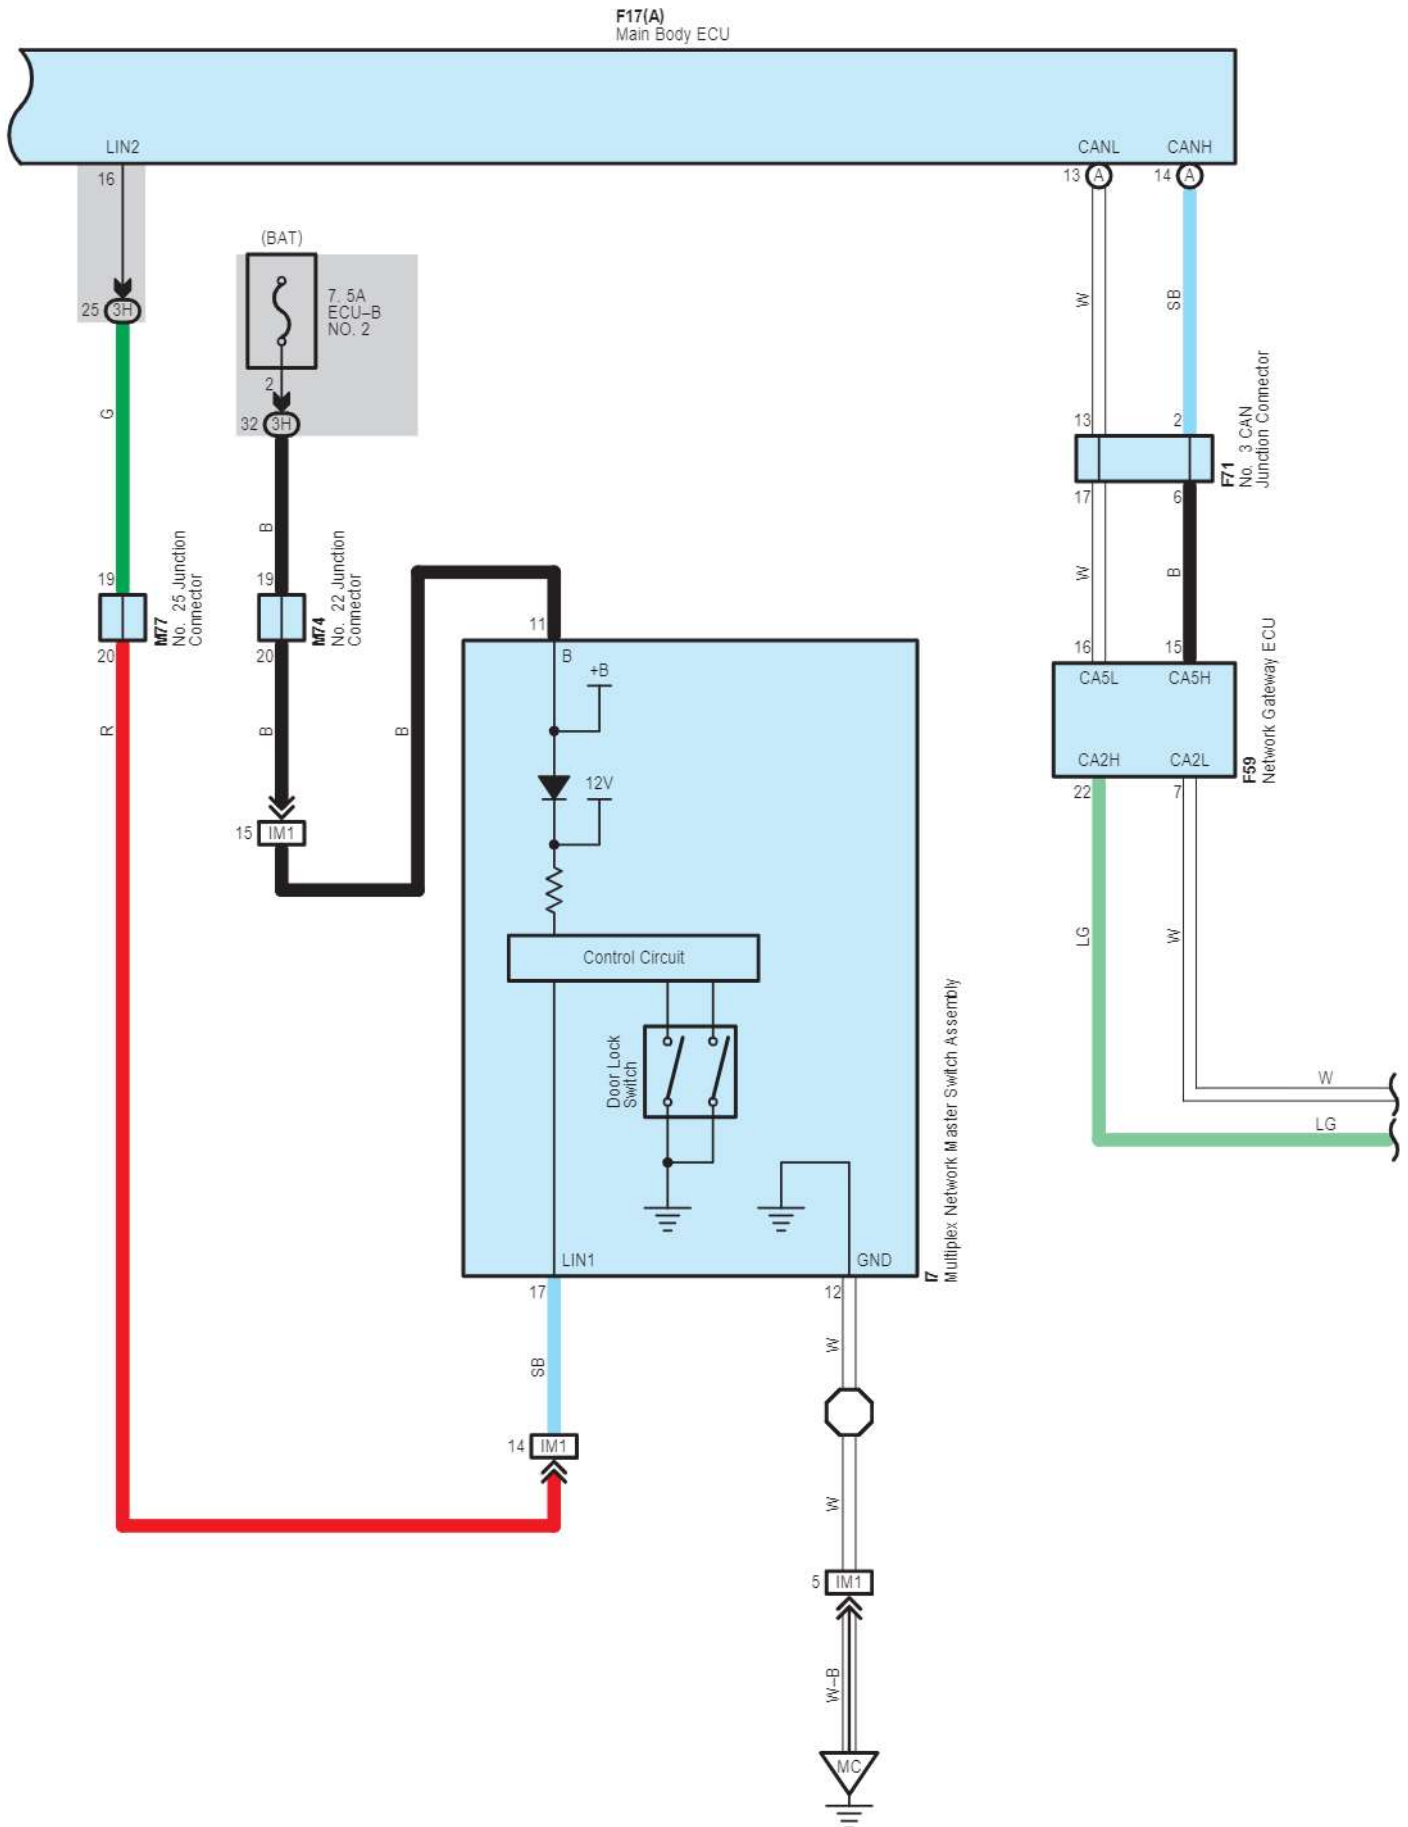 F17(A)
Main Body ECU
LIN2
CANL
CANH
16
13
A
14
A
(BAT)
7. 5A
ECU–B
NO. 2
25
3H
2
32
3H
W
SB
G
B
13
2
F71
No. 3 CAN
Junction Connector
17
6
W
B
19
M77
No. 25 Junction
Connector
20
19
M74
No. 22 Junction
Connector
20
11
B
+B
12V
16
15
CA5L
CA5H
CA2H
CA2L
F59
Network Gateway ECU
22
7
R
B
B
15
IM1
Control Circuit
Door Lock
Switch
LG
W
W
LG
I7
Multiplex Network Master Switch Assembly
LIN1
GND
17
12
SB
W
14
IM1
W
5
IM1
W–B
MC